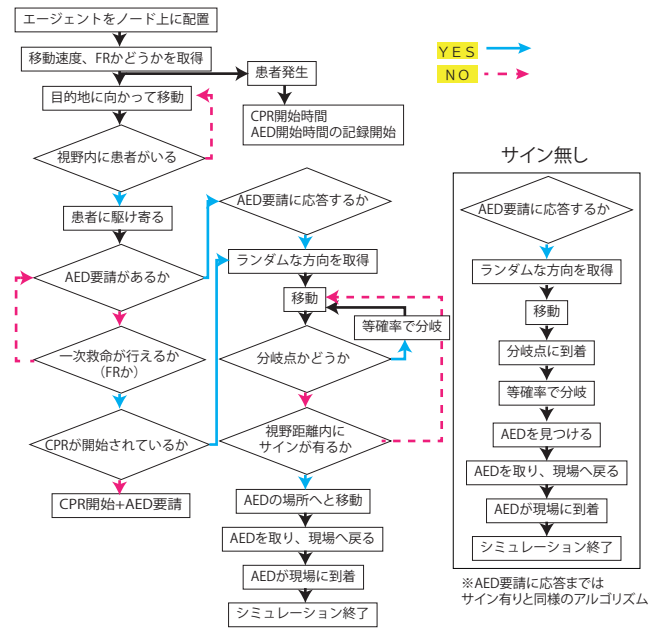 エージェントをノード上に配置
移動速度、FRかどうかを取得
患者発生
目的地に向かって移動
CPR開始時間
AED開始時間の記録開始
視野内に患者がいる
患者に駆け寄る
AED要請があるか
一次救命が行えるか
(FRか)
CPRが開始されているか
CPR開始+AED要請
AED要請に応答するか
ランダムな方向を取得
移動
等確率で分岐
分岐点かどうか
視野距離内に
サインが有るか
AEDの場所へと移動
AEDを取り、現場へ戻る
AEDが現場に到着
シミュレーション終了
YES
NO
サイン無し
AED要請に応答するか
ランダムな方向を取得
移動
分岐点に到着
等確率で分岐
AEDを見つける
AEDを取り、現場へ戻る
AEDが現場に到着
シミュレーション終了
※AED要請に応答までは
サイン有りと同様のアルゴリズム